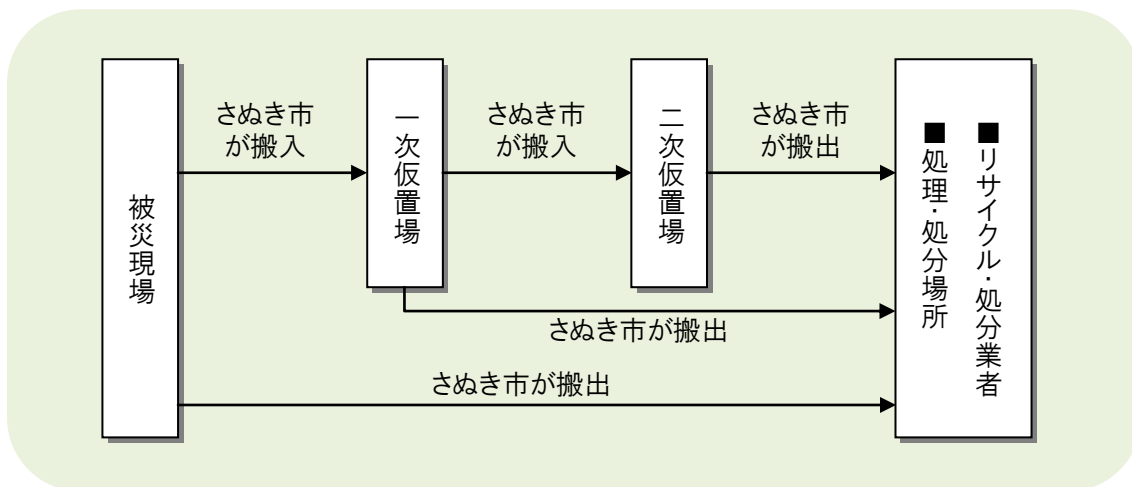 被災現場
さぬき市
が搬入
一次仮置場
さぬき市
が搬入
二次仮置場
さぬき市
が搬出
■リサイクル・処分業者
■処理・処分場所
さぬき市が搬出
さぬき市が搬出